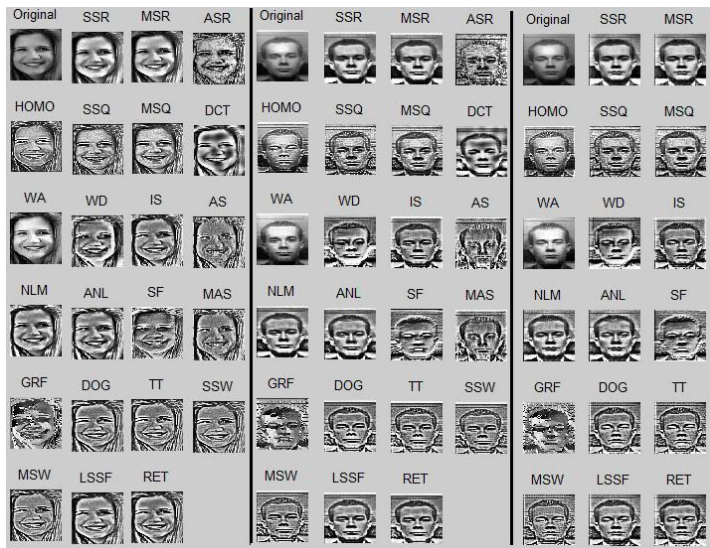 Original SSR MSR ASR
HOMO SSQ MSQ DCT
WA WD IS AS
NLM ANL SF MAS
GRF DOG TT SSW
MSW LSSF RET
Original SSR MSR ASR
HOMO SSQ MSQ DCT
WA WD IS AS
NLM ANL SF MAS
GRF DOG TT SSW
MSW LSSF RET
Original SSR MSR
HOMO SSQ MSQ
WA WD IS
NLM ANL SF
GRF DOG TT
MSW LSSF RET